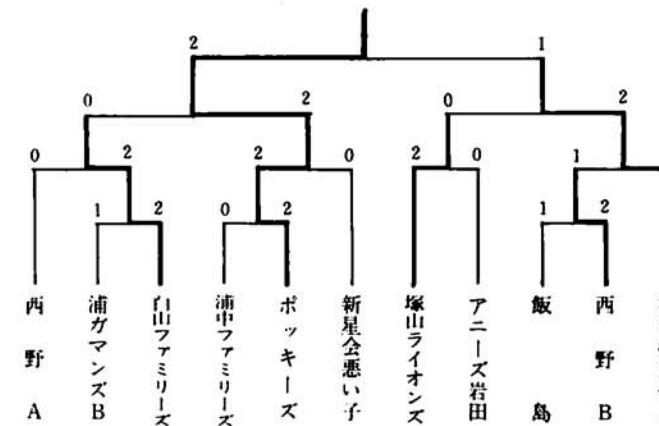 2 1
0 2 0 2
0 2 2 0 2 0 1
1 2 0 2 1 2
西野A
浦ガマンズB
白山ファミリーズ
浦中ファミリーズ
ポッキーズ
新星会悪い子
塚山ライオンズ
アニーズ岩田
飯島
西野B